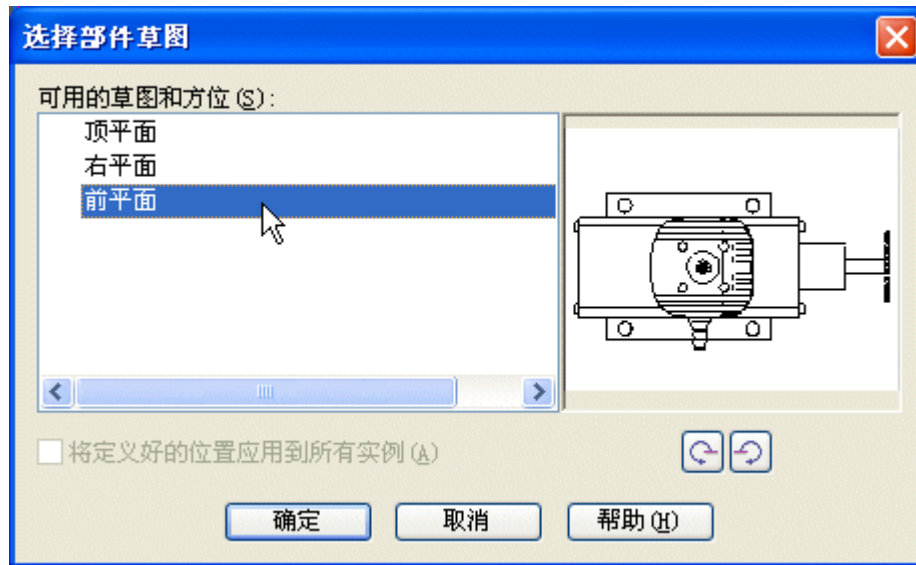 选择部件草图
可用的草图和方位(S):
顶平面
右平面
前平面
将定义好的位置应用到所有实例(A)
确定
取消
帮助(H)